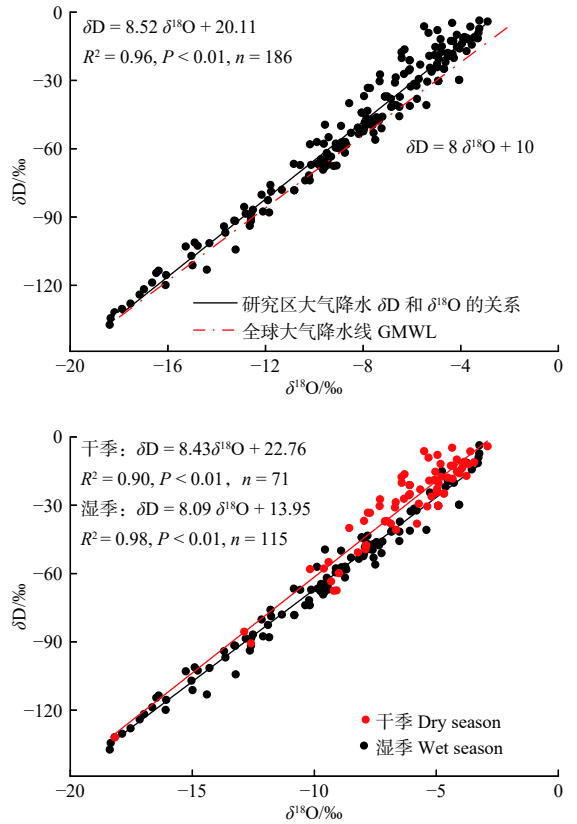 δD = 8.52 δ¹⁸O + 20.11
R² = 0.96, P < 0.01, n = 186
δD = 8 δ¹⁸O + 10
研究区大气降水 δD 和 δ¹⁸O 的关系
全球大气降水线 GMWL
0
−30
−60
−90
−120
δD/‰
−20 −16 −12 −8 −4 0
δ¹⁸O/‰
干季：δD = 8.43δ¹⁸O + 22.76
R² = 0.90, P < 0.01，n = 71
湿季：δD = 8.09 δ¹⁸O + 13.95
R² = 0.98, P < 0.01, n = 115
干季 Dry season
湿季 Wet season
0
−30
−60
−90
−120
δD/‰
−20 −15 −10 −5 0
δ¹⁸O/‰